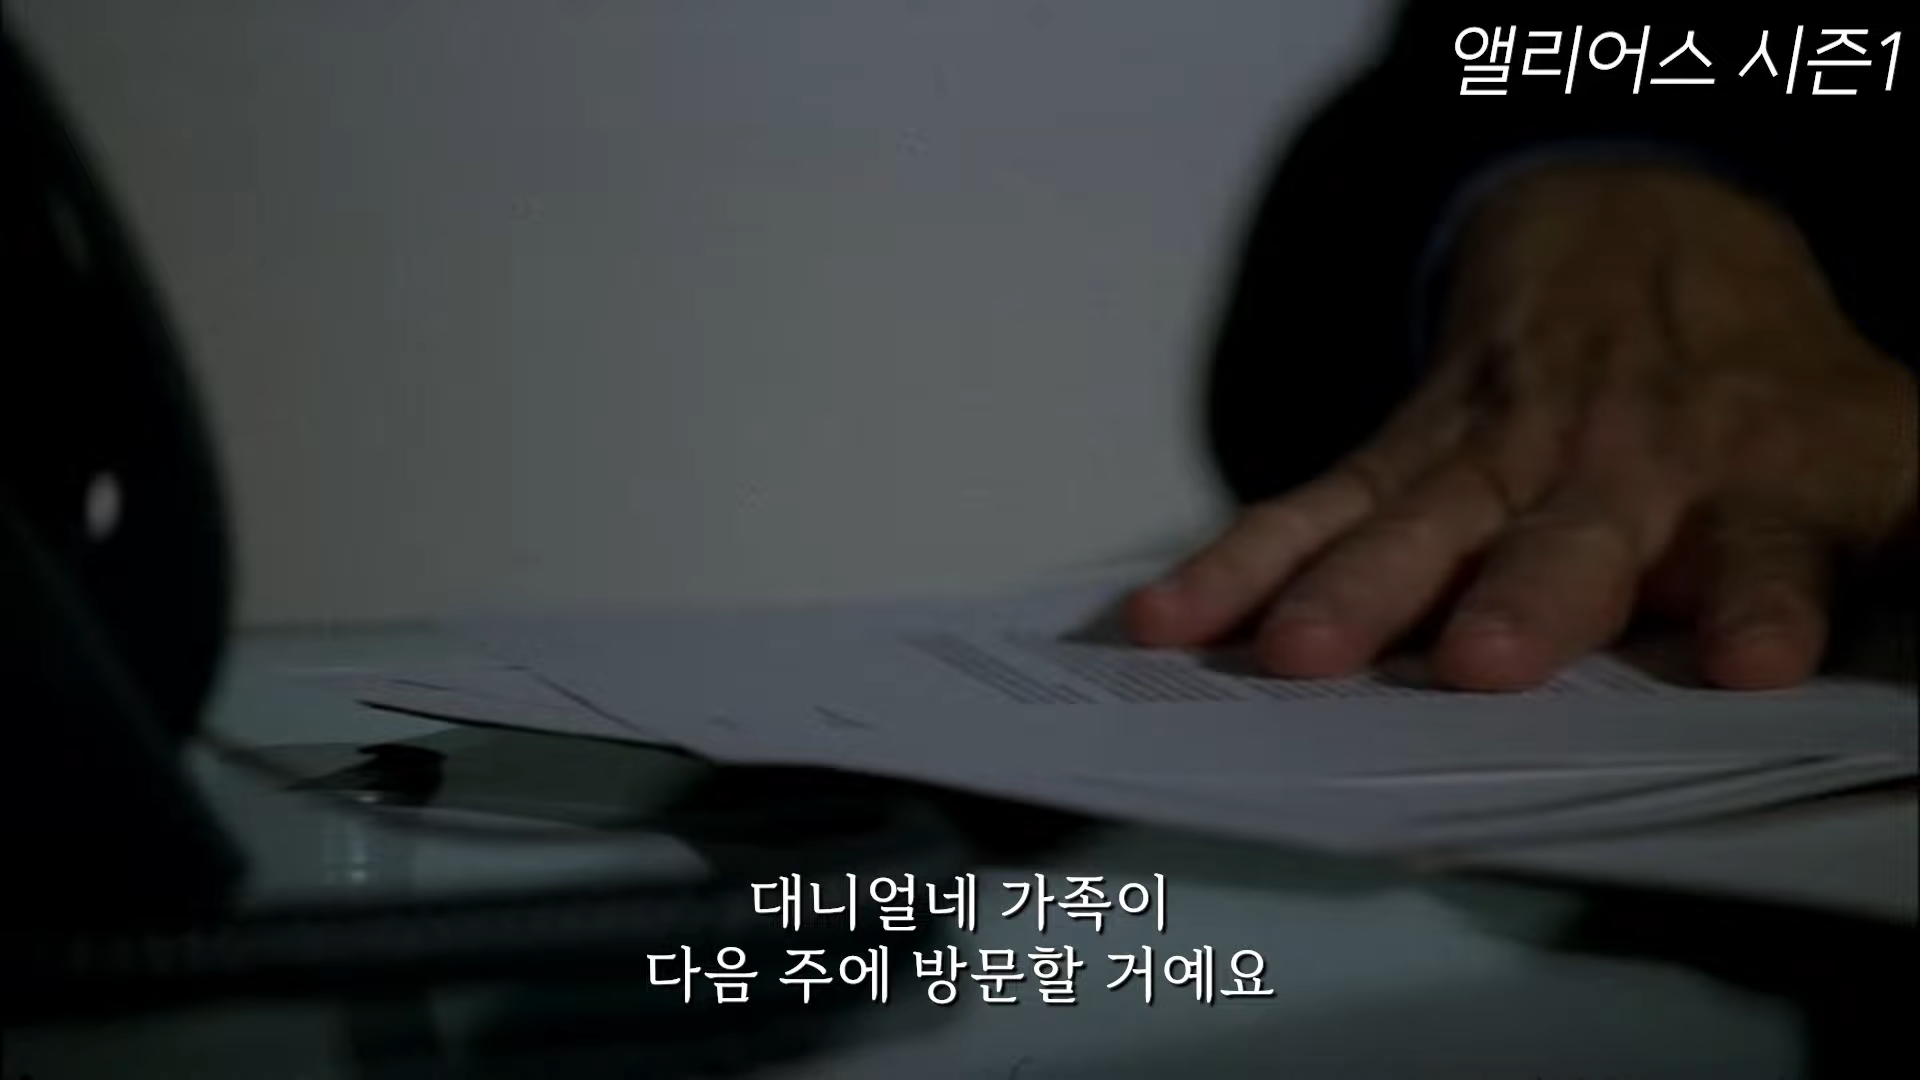 앨리어스 시즌1
대니얼네 가족이
다음 주에 방문할 거예요